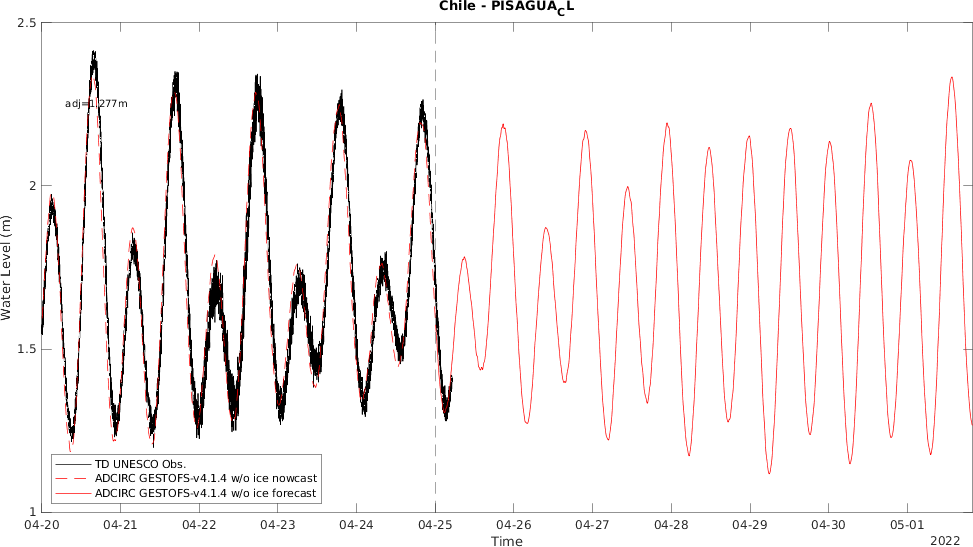 Chile - PISAGUA_CL
2.5
2
1.5
1
Water Level (m)
adj=1.277m
TD UNESCO Obs.
ADCIRC GESTOFS-v4.1.4 w/o ice nowcast
ADCIRC GESTOFS-v4.1.4 w/o ice forecast
04-20 04-21 04-22 04-23 04-24 04-25 04-26 04-27 04-28 04-29 04-30 05-01
Time
2022